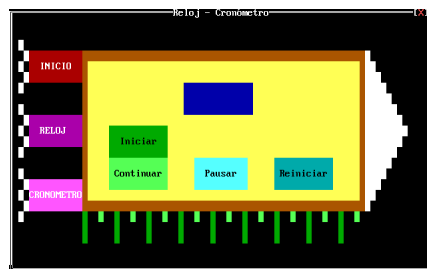 Reloj - Cronómetro
[X]
INICIO
RELOJ
Iniciar
Continuar
Pausar
Reiniciar
CRONOMETRO